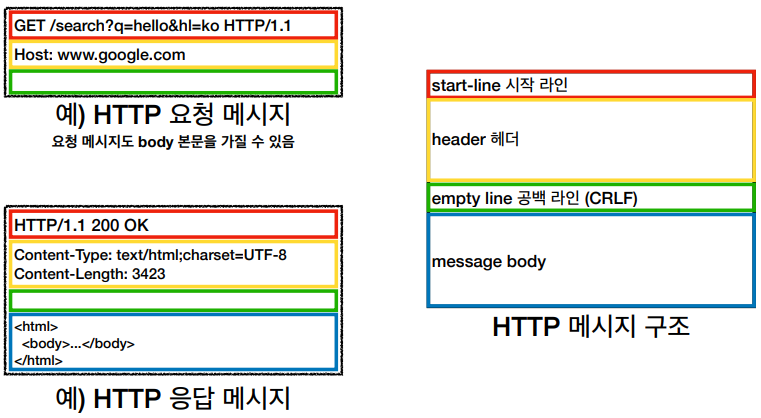 GET /search?q=hello&hl=ko HTTP/1.1
Host: www.google.com
예) HTTP 요청 메시지
요청 메시지도 body 본문을 가질 수 있음
HTTP/1.1 200 OK
Content-Type: text/html;charset=UTF-8
Content-Length: 3423
<html>
<body>...</body>
</html>
예) HTTP 응답 메시지
start-line 시작 라인
header 헤더
empty line 공백 라인 (CRLF)
message body
HTTP 메시지 구조